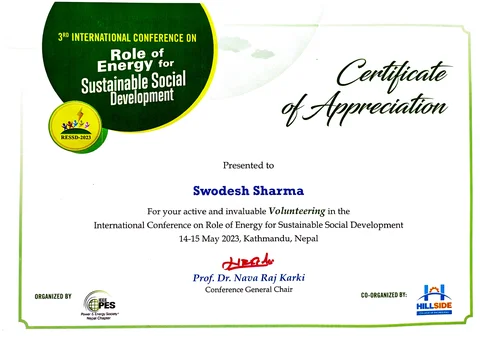 3RD INTERNATIONAL CONFERENCE ON
Role of
Energy for
Sustainable Social
Development
RESSD-2023
Certificate
of Appreciation
Presented to
Swodesh Sharma
For your active and invaluable Volunteering in the
International Conference on Role of Energy for Sustainable Social Development
14-15 May 2023, Kathmandu, Nepal
Prof. Dr. Nava Raj Karki
Conference General Chair
ORGANIZED BY
IEEE
PES
Power & Energy Society
Nepal Chapter
CO-ORGANIZED BY:
HILLSIDE